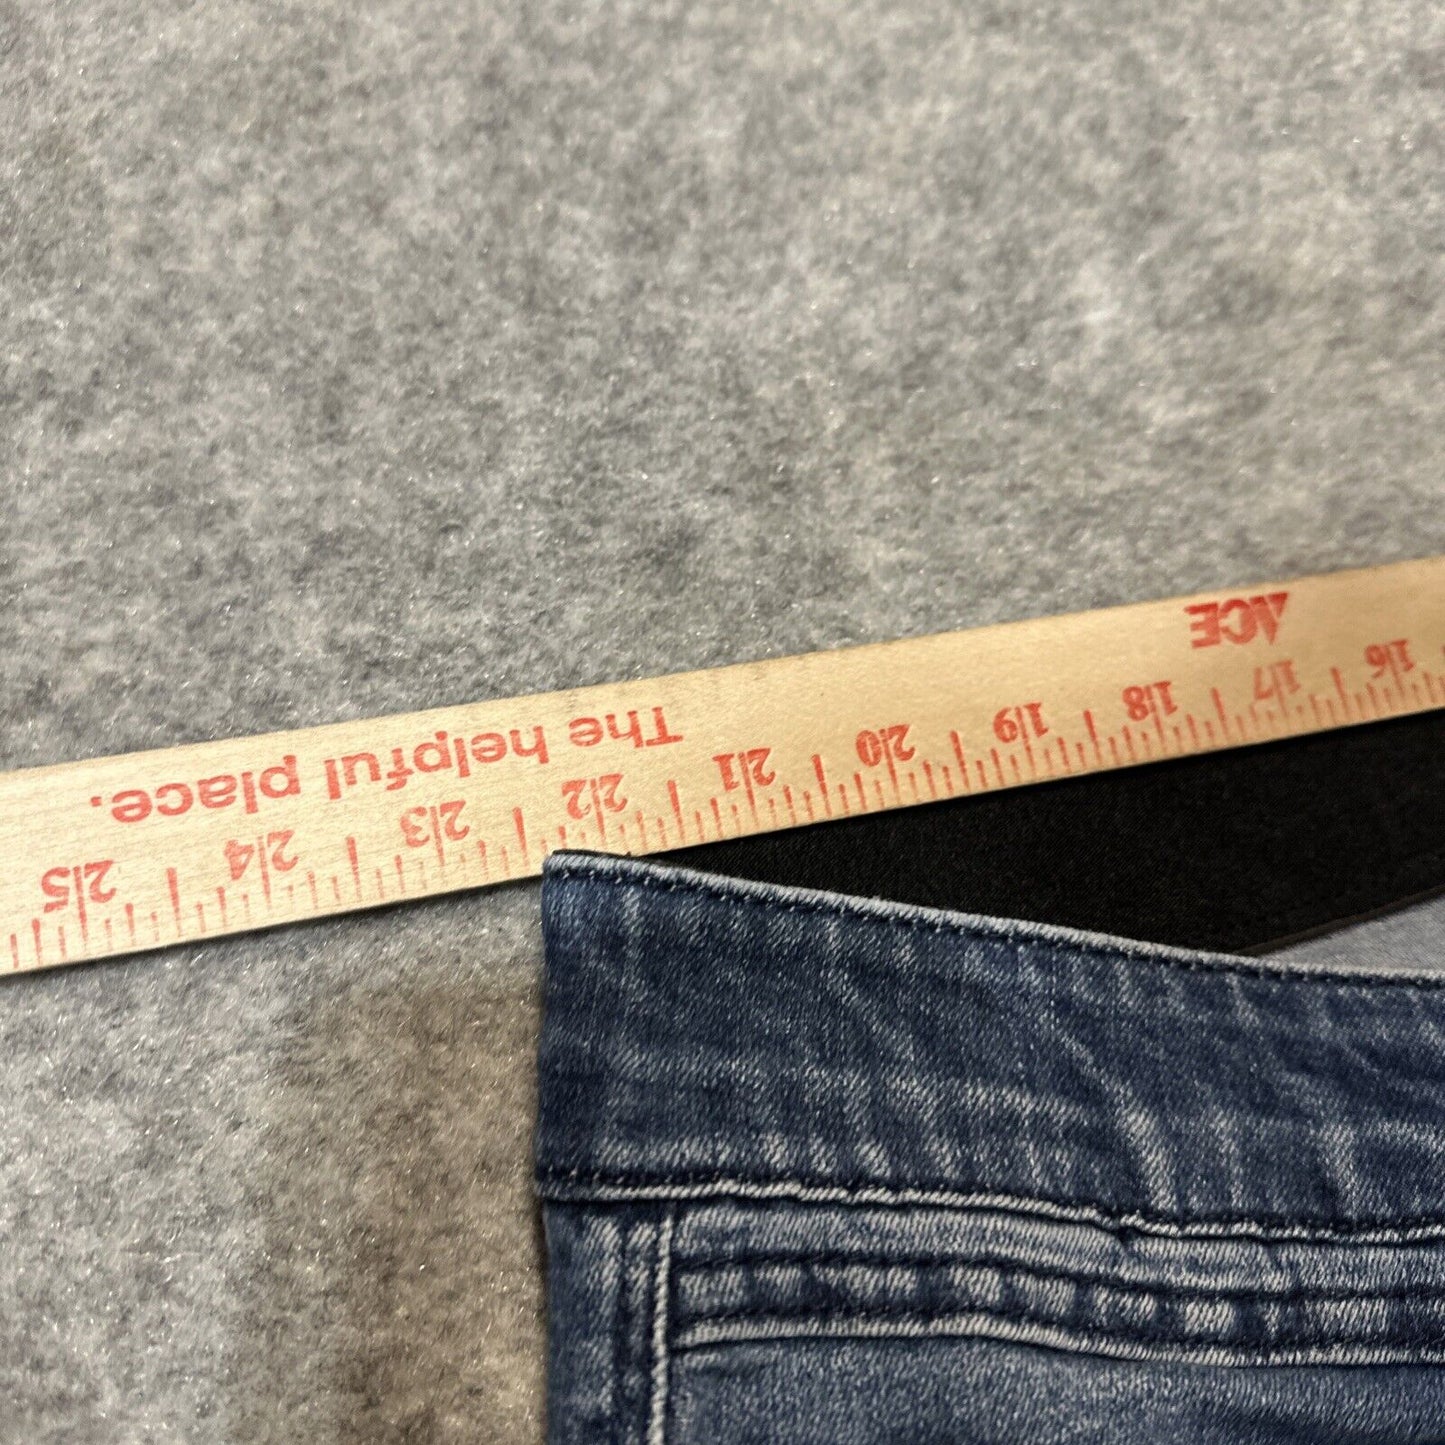 ACE
The helpful place.
16 17 18 19 20 21 22 23 24 25